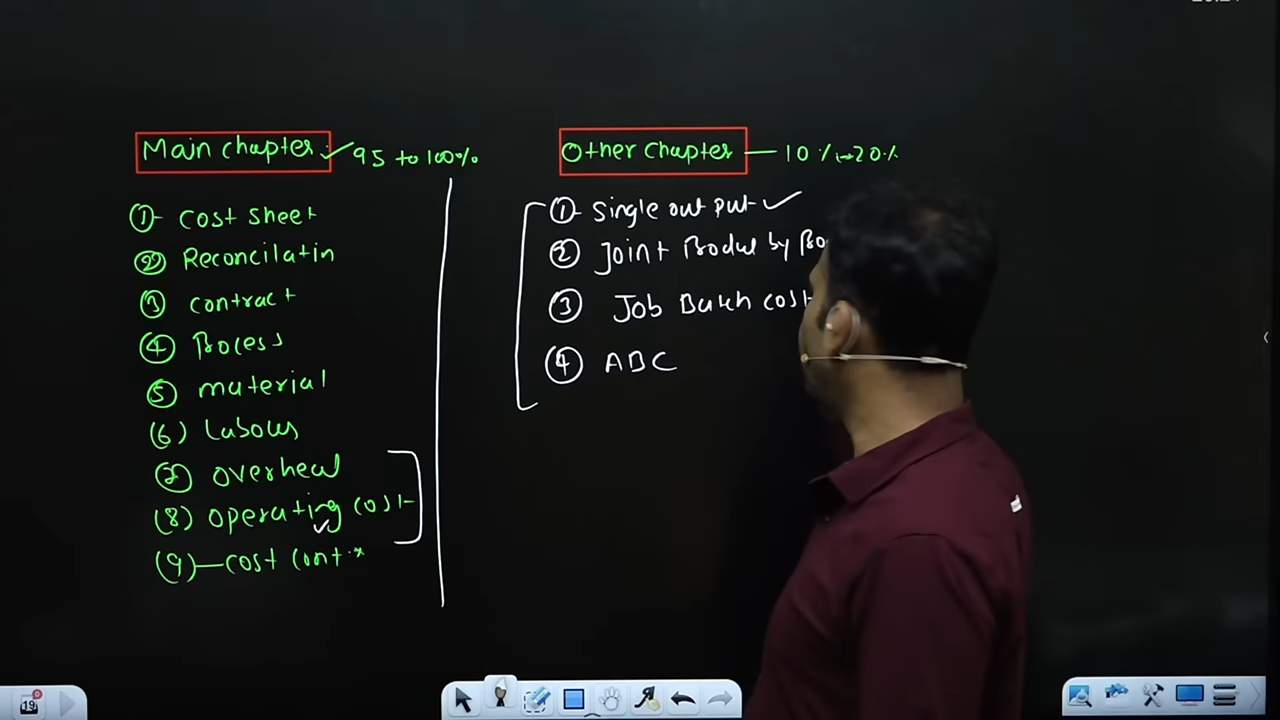 Main chapter 95 to 100%
① cost sheet
② Reconcilatin
③ contract
④ Process
⑤ material
(6) Labour
⑦ overhead
(8) operating cost
(9) cost cont
Other chapter 10% 20%
① Single out put
② Joint Produc by
③ Job Batch cost
④ ABC
19